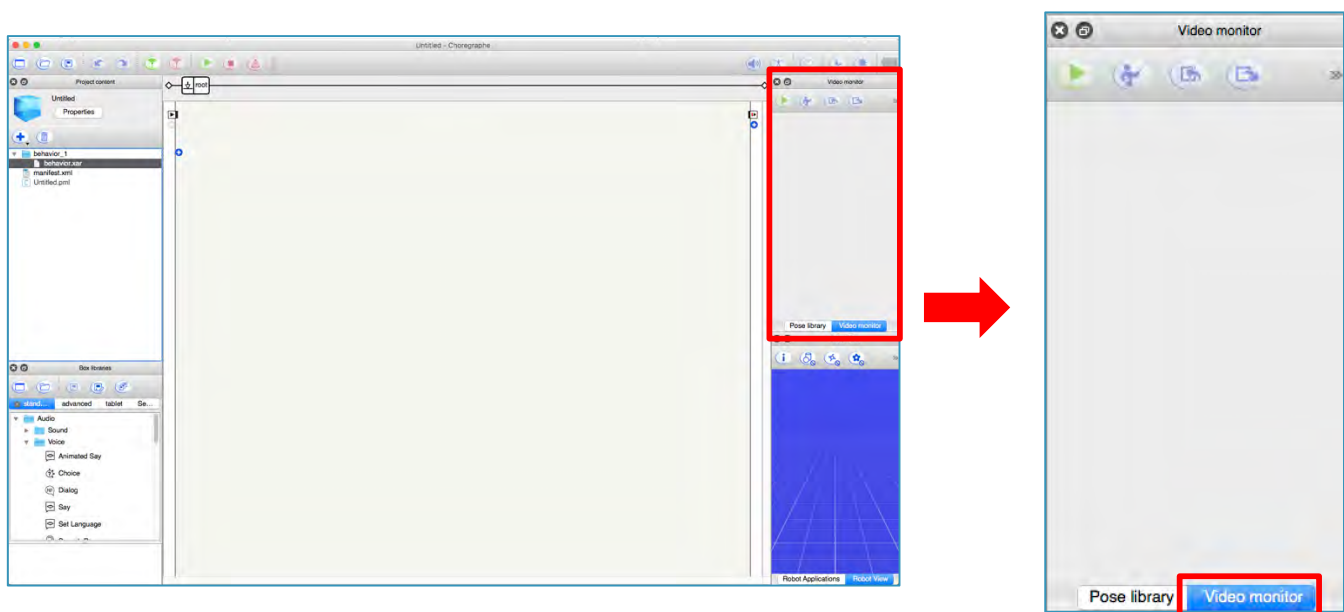 Untitled - Choregraphe
Project content
Untitled
Properties
behavior_1
behavior.xar
manifest.xml
Untitled.pml
root
Video monitor
Pose library
Video monitor
Box libraries
stand...
advanced
tablet
Se...
Audio
Sound
Voice
Animated Say
Choice
Dialog
Say
Set Language
Robot Applications
Robot View
Video monitor
Pose library
Video monitor